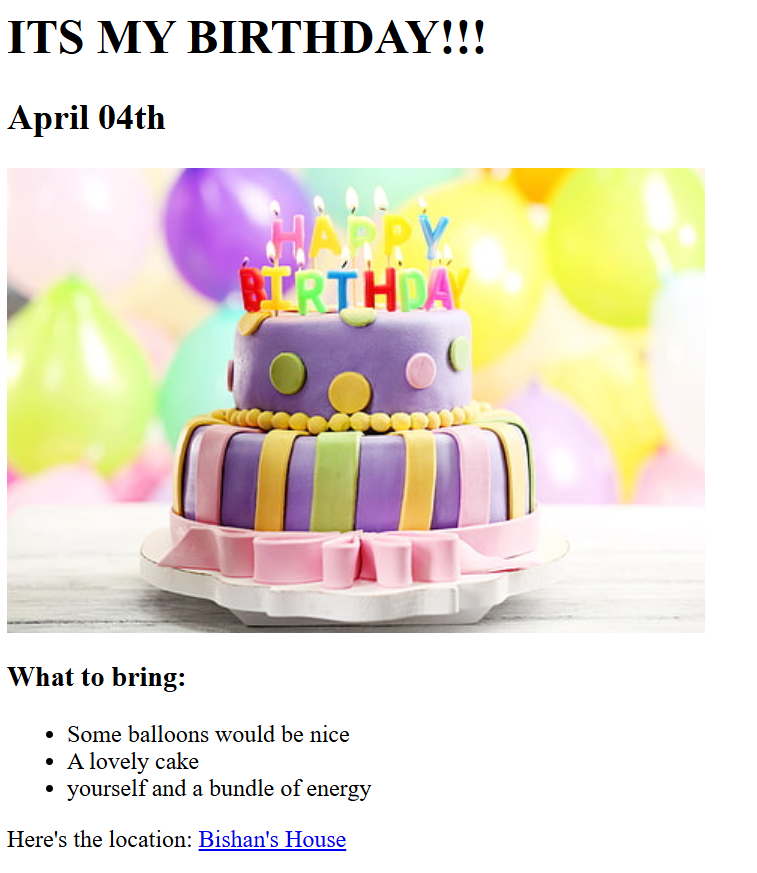 ITS MY BIRTHDAY!!!
April 04th
HAPPY
BIRTHDAY
What to bring:
Some balloons would be nice
A lovely cake
yourself and a bundle of energy
Here's the location: Bishan's House